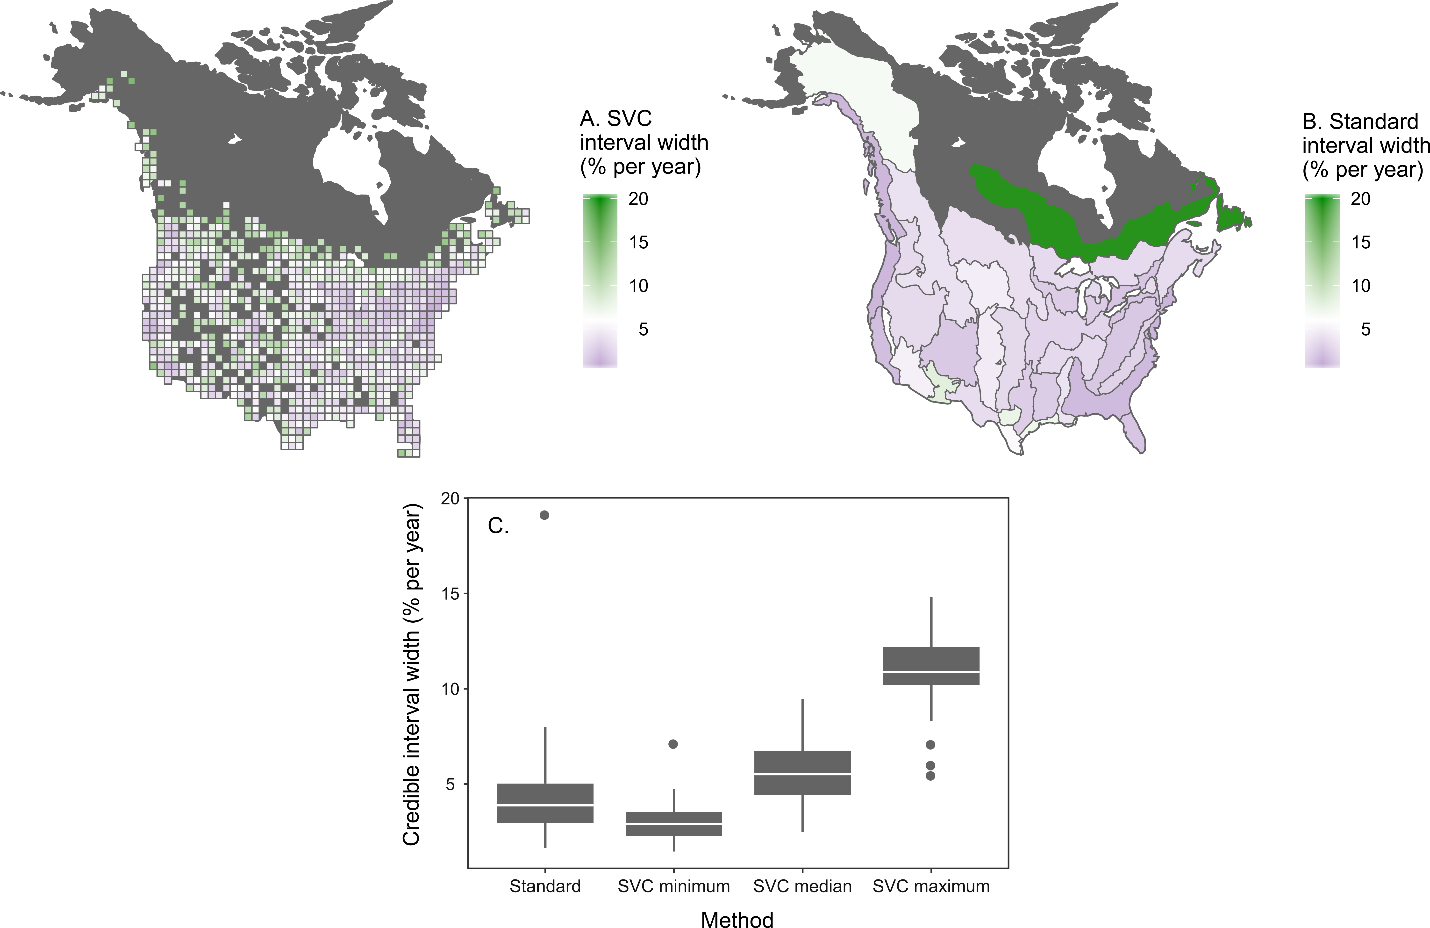 A. SVC
interval width
(% per year)
20
15
10
5
B. Standard
interval width
(% per year)
20
15
10
5
C.
Credible interval width (% per year)
20
15
10
5
Standard
SVC minimum
SVC median
SVC maximum
Method